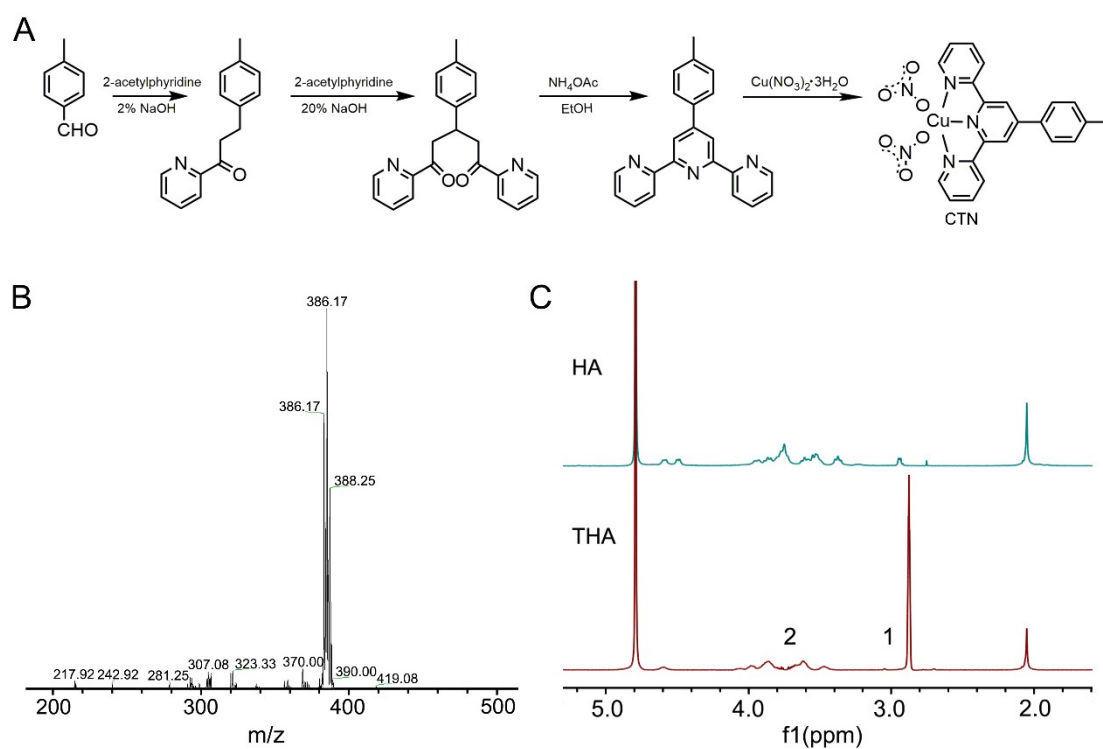 A
2-acetylphyridine
2% NaOH
CHO
N
O
2-acetylphyridine
20% NaOH
N
O
O
N
NH4OAc
EtOH
N
N
N
Cu(NO3)2•3H2O
O
N
O
O
O
N
O
O
Cu
N
N
N
CTN
B
386.17
386.17
388.25
217.92
242.92
281.25
307.08
323.33
370.00
390.00
419.08
200
300
400
500
m/z
C
HA
THA
2
1
5.0
4.0
3.0
2.0
f1(ppm)